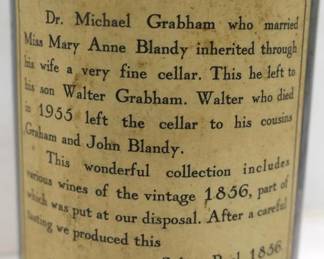 Dr. Michael Grabham who married
Miss Mary Anne Blandy inherited through
his wife a very fine cellar. This he left to
his son Walter Grabham. Walter who died
in 1955 left the cellar to his cousins
Graham and John Blandy.
This wonderful collection includes
various wines of the vintage 1856, part of
which was put at our disposal. After a careful
tasting we produced this
1856